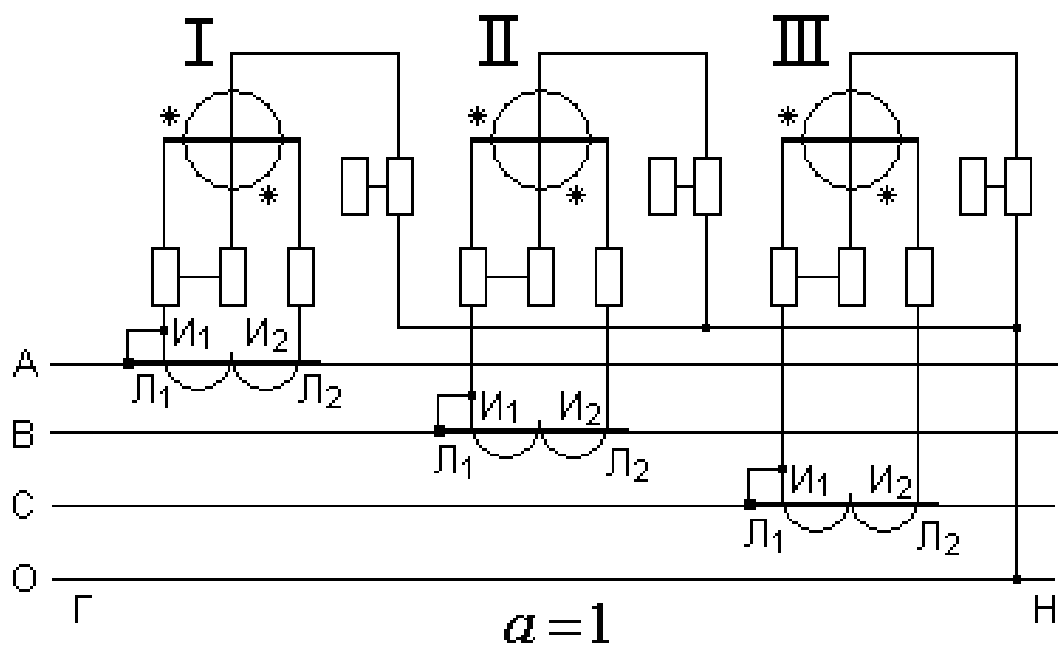 I II III
* * *
* * *
А И₁ И₂
Л₁ Л₂
В И₁ И₂
Л₁ Л₂
С И₁ И₂
Л₁ Л₂
О
Г Н
a=1